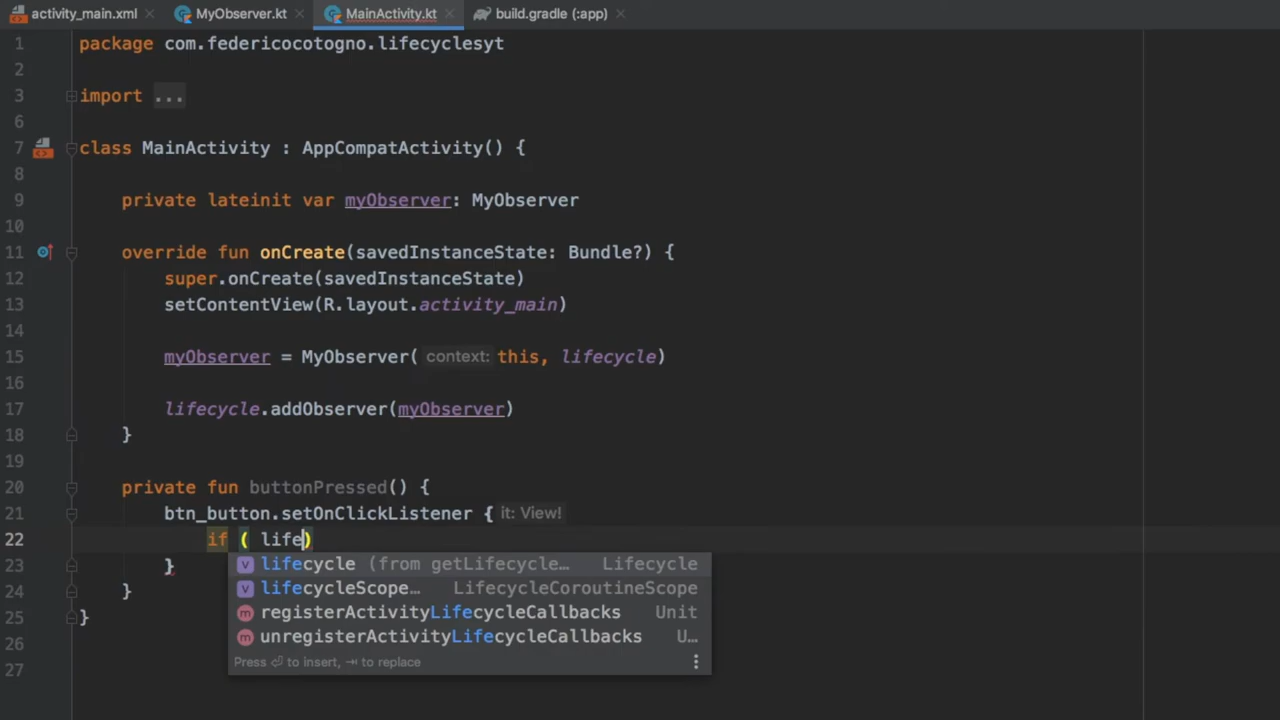 activity_main.xml MyObserver.kt MainActivity.kt build.gradle (:app)
1 package com.federicocotogno.lifecyclesyt
2
3 import ...
6
7 class MainActivity : AppCompatActivity() {
8
9 private lateinit var myObserver: MyObserver
10
11 override fun onCreate(savedInstanceState: Bundle?) {
12 super.onCreate(savedInstanceState)
13 setContentView(R.layout.activity_main)
14
15 myObserver = MyObserver( context: this, lifecycle)
16
17 lifecycle.addObserver(myObserver)
18 }
19
20 private fun buttonPressed() {
21 btn_button.setOnClickListener { it: View!
22 if ( life)
lifecycle (from getLifecycle... Lifecycle
lifecycleScope... LifecycleCoroutineScope
registerActivityLifecycleCallbacks Unit
unregisterActivityLifecycleCallbacks U...
Press ⏎ to insert, ⇥ to replace
23 }
24 }
25 }
26
27